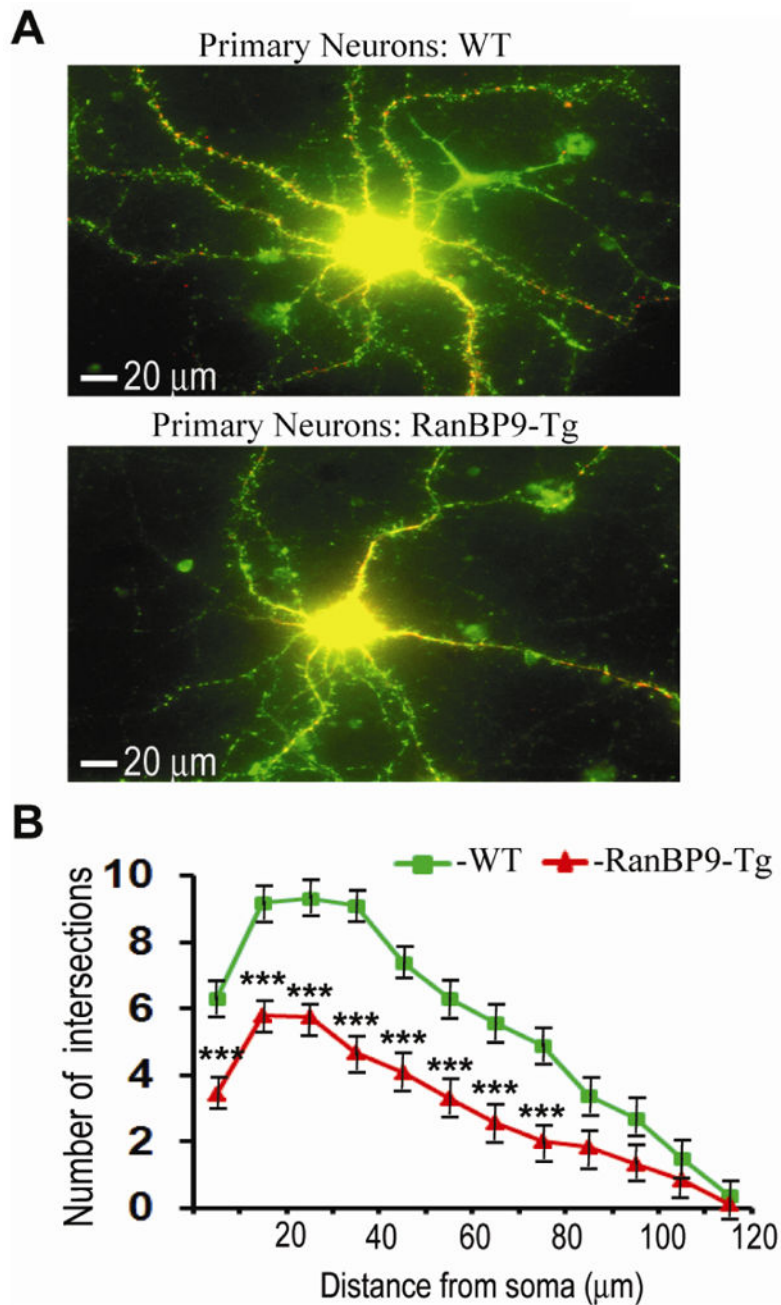 A
Primary Neurons: WT
20 μm
Primary Neurons: RanBP9-Tg
20 μm
B
-WT -RanBP9-Tg
10
8
6
4
2
0
Number of intersections
***
***
***
***
***
***
***
***
20 40 60 80 100 120
Distance from soma (μm)